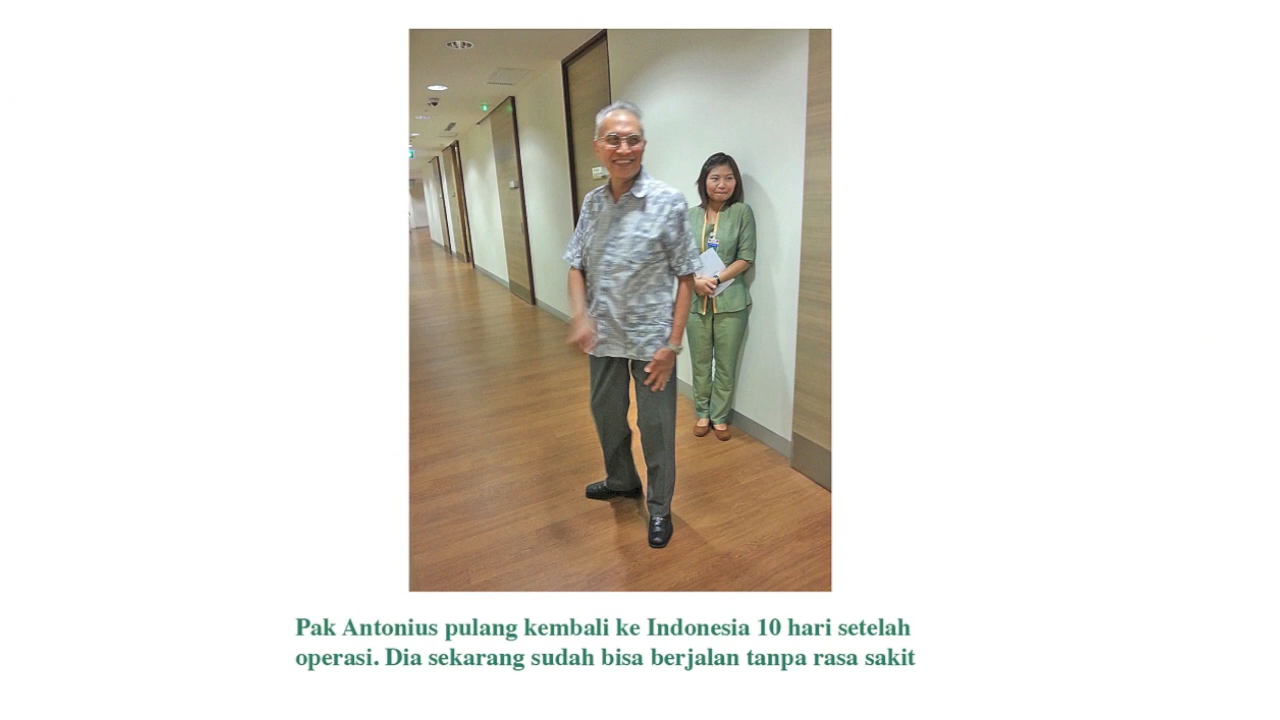 Pak Antonius pulang kembali ke Indonesia 10 hari setelah
operasi. Dia sekarang sudah bisa berjalan tanpa rasa sakit